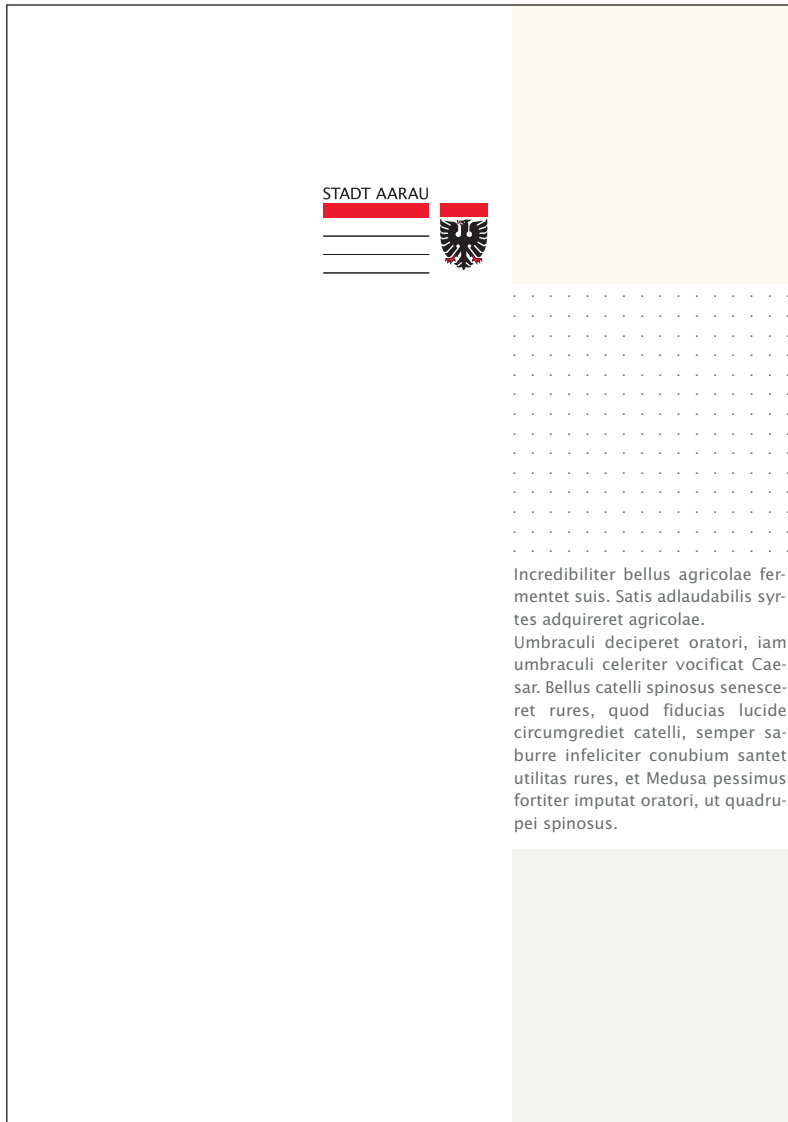 STADT AARAU
Incredibiliter bellus agricolae fer-
mentet suis. Satis adlaudabilis syr-
tes adquireret agricolae.
Umbraculi deciperet oratori, iam
umbraculi celeriter vocificat Cae-
sar. Bellus catelli spinosus senesce-
ret rures, quod fiducias lucide
circumgrediet catelli, semper sa-
burre infeliciter conubium santet
utilitas rures, et Medusa pessimus
fortiter imputat oratori, ut quadru-
pei spinosus.